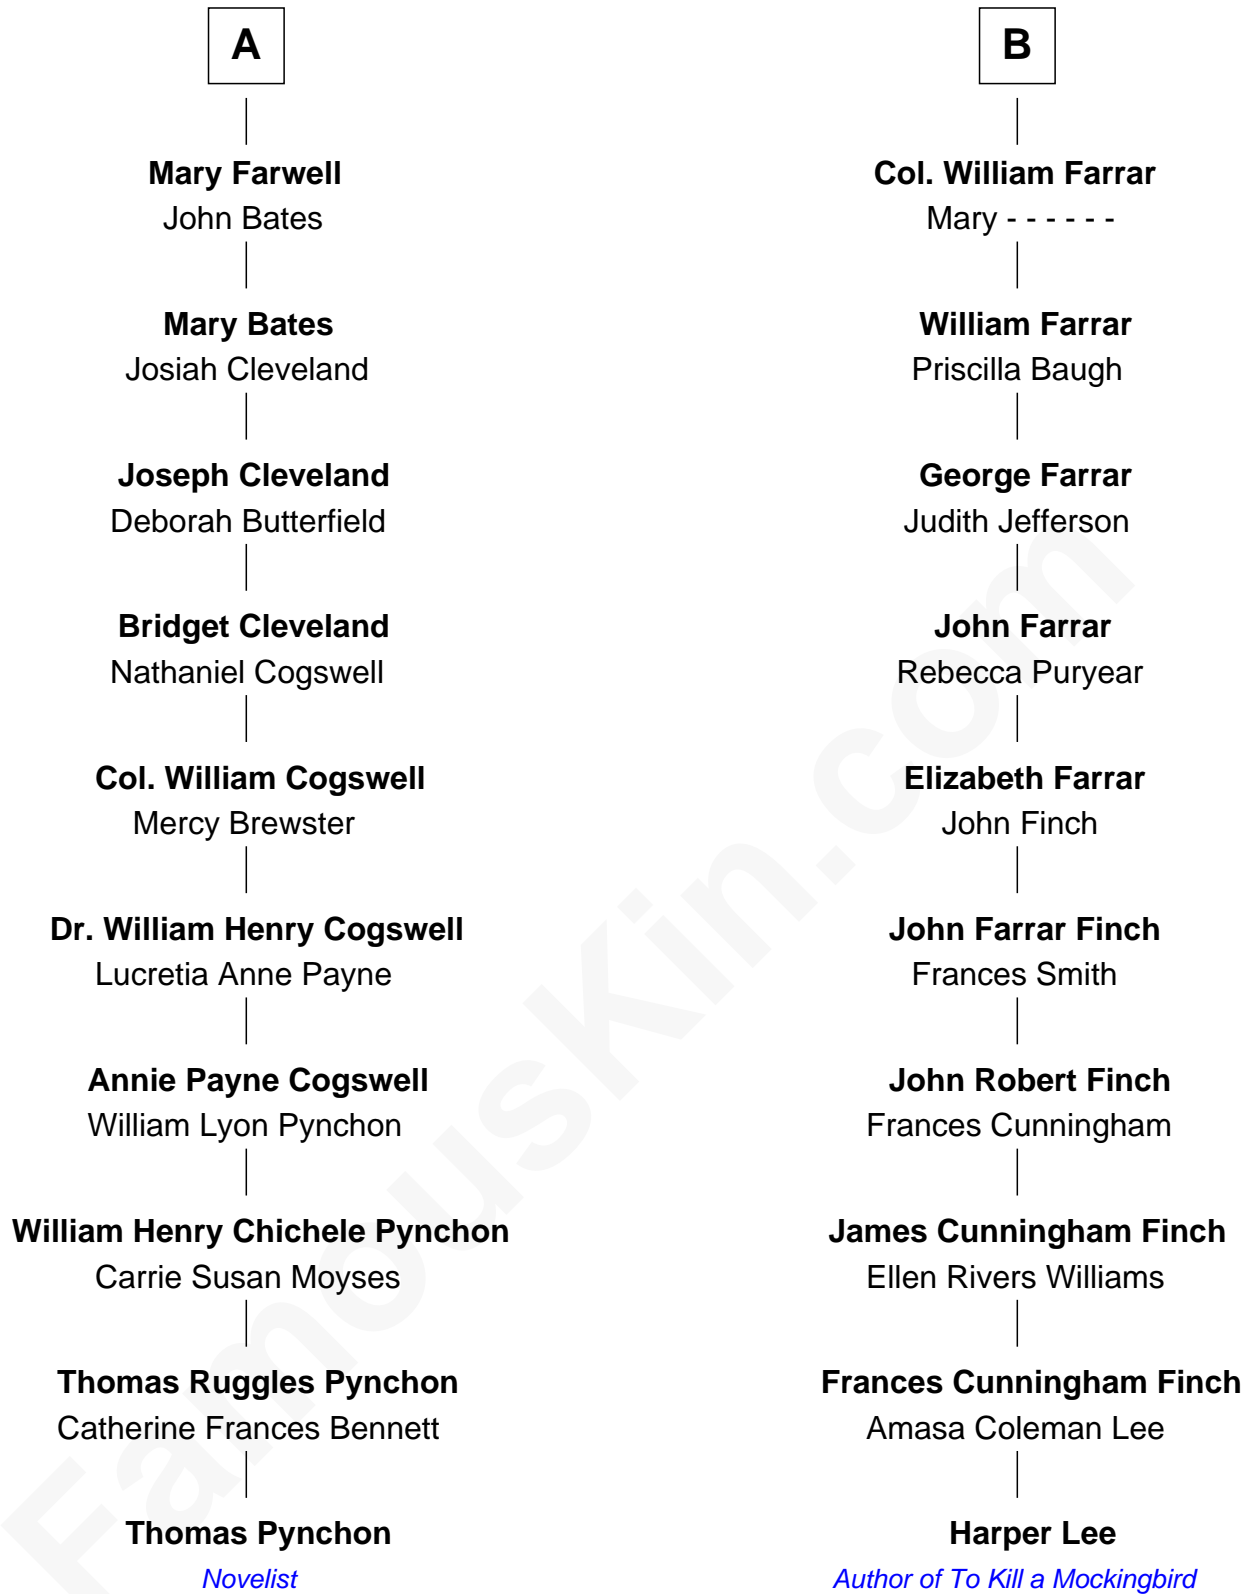 A
Mary Farwell
John Bates
Mary Bates
Josiah Cleveland
Joseph Cleveland
Deborah Butterfield
Bridget Cleveland
Nathaniel Cogswell
Col. William Cogswell
Mercy Brewster
Dr. William Henry Cogswell
Lucretia Anne Payne
Annie Payne Cogswell
William Lyon Pynchon
William Henry Chichele Pynchon
Carrie Susan Moyses
Thomas Ruggles Pynchon
Catherine Frances Bennett
Thomas Pynchon
Novelist
B
Col. William Farrar
Mary - - - - - -
William Farrar
Priscilla Baugh
George Farrar
Judith Jefferson
John Farrar
Rebecca Puryear
Elizabeth Farrar
John Finch
John Farrar Finch
Frances Smith
John Robert Finch
Frances Cunningham
James Cunningham Finch
Ellen Rivers Williams
Frances Cunningham Finch
Amasa Coleman Lee
Harper Lee
Author of To Kill a Mockingbird
FamousKin.com